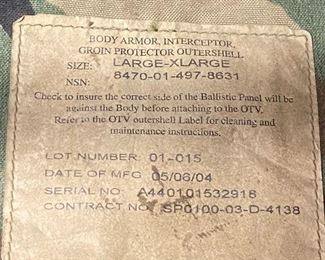 BODY ARMOR, INTERCEPTOR,
GROIN PROTECTOR OUTERSHELL
SIZE: LARGE-XLARGE
NSN: 8470-01-497-8631
Check to insure the correct side of the Ballistic Panel will be
against the Body before attaching to the OTV.
Refer to the OTV outershell Label for cleaning and
maintenance instructions.
LOT NUMBER: 01-015
DATE OF MFG: 05/06/04
SERIAL NO: A440101532918
CONTRACT NO: SP0100-03-D-4138